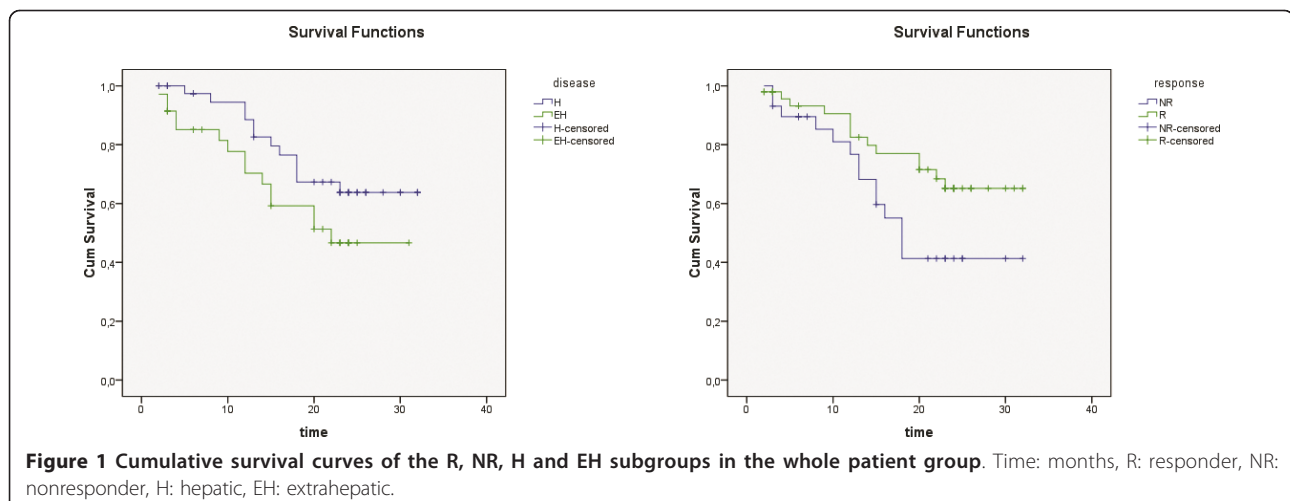 Survival Functions
1,0
0,8
0,6
0,4
0,2
0,0
Cum Survival
0
10
20
30
40
time
disease
H
EH
H-censored
EH-censored
Survival Functions
1,0
0,8
0,6
0,4
0,2
0,0
Cum Survival
0
10
20
30
40
time
response
NR
R
NR-censored
R-censored
Figure 1 Cumulative survival curves of the R, NR, H and EH subgroups in the whole patient group. Time: months, R: responder, NR:
nonresponder, H: hepatic, EH: extrahepatic.